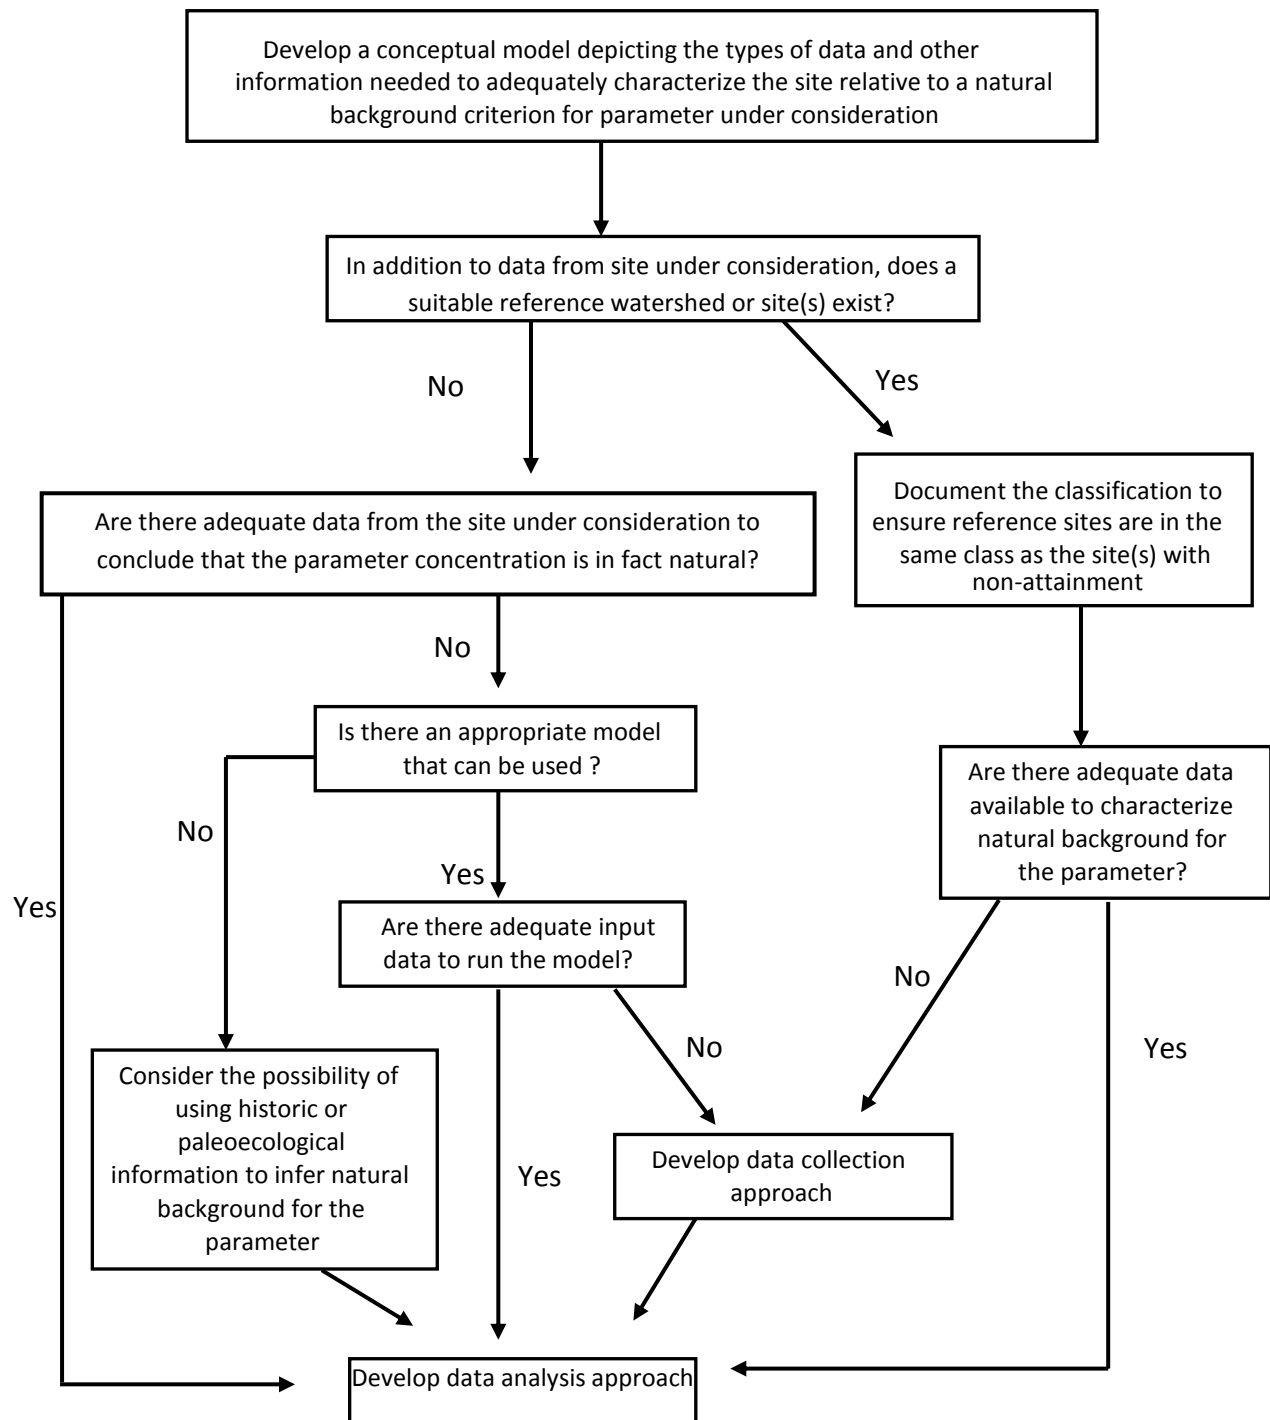 Develop a conceptual model depicting the types of data and other
information needed to adequately characterize the site relative to a natural
background criterion for parameter under consideration
In addition to data from site under consideration, does a
suitable reference watershed or site(s) exist?
No
Yes
Are there adequate data from the site under consideration to
conclude that the parameter concentration is in fact natural?
Document the classification to
ensure reference sites are in the
same class as the site(s) with
non-attainment
No
Is there an appropriate model
that can be used ?
Are there adequate data
available to characterize
natural background for
the parameter?
No
Yes
Yes
Are there adequate input
data to run the model?
No
No
Yes
Consider the possibility of
using historic or
paleoecological
information to infer natural
background for the
parameter
Yes
Develop data collection
approach
Develop data analysis approach